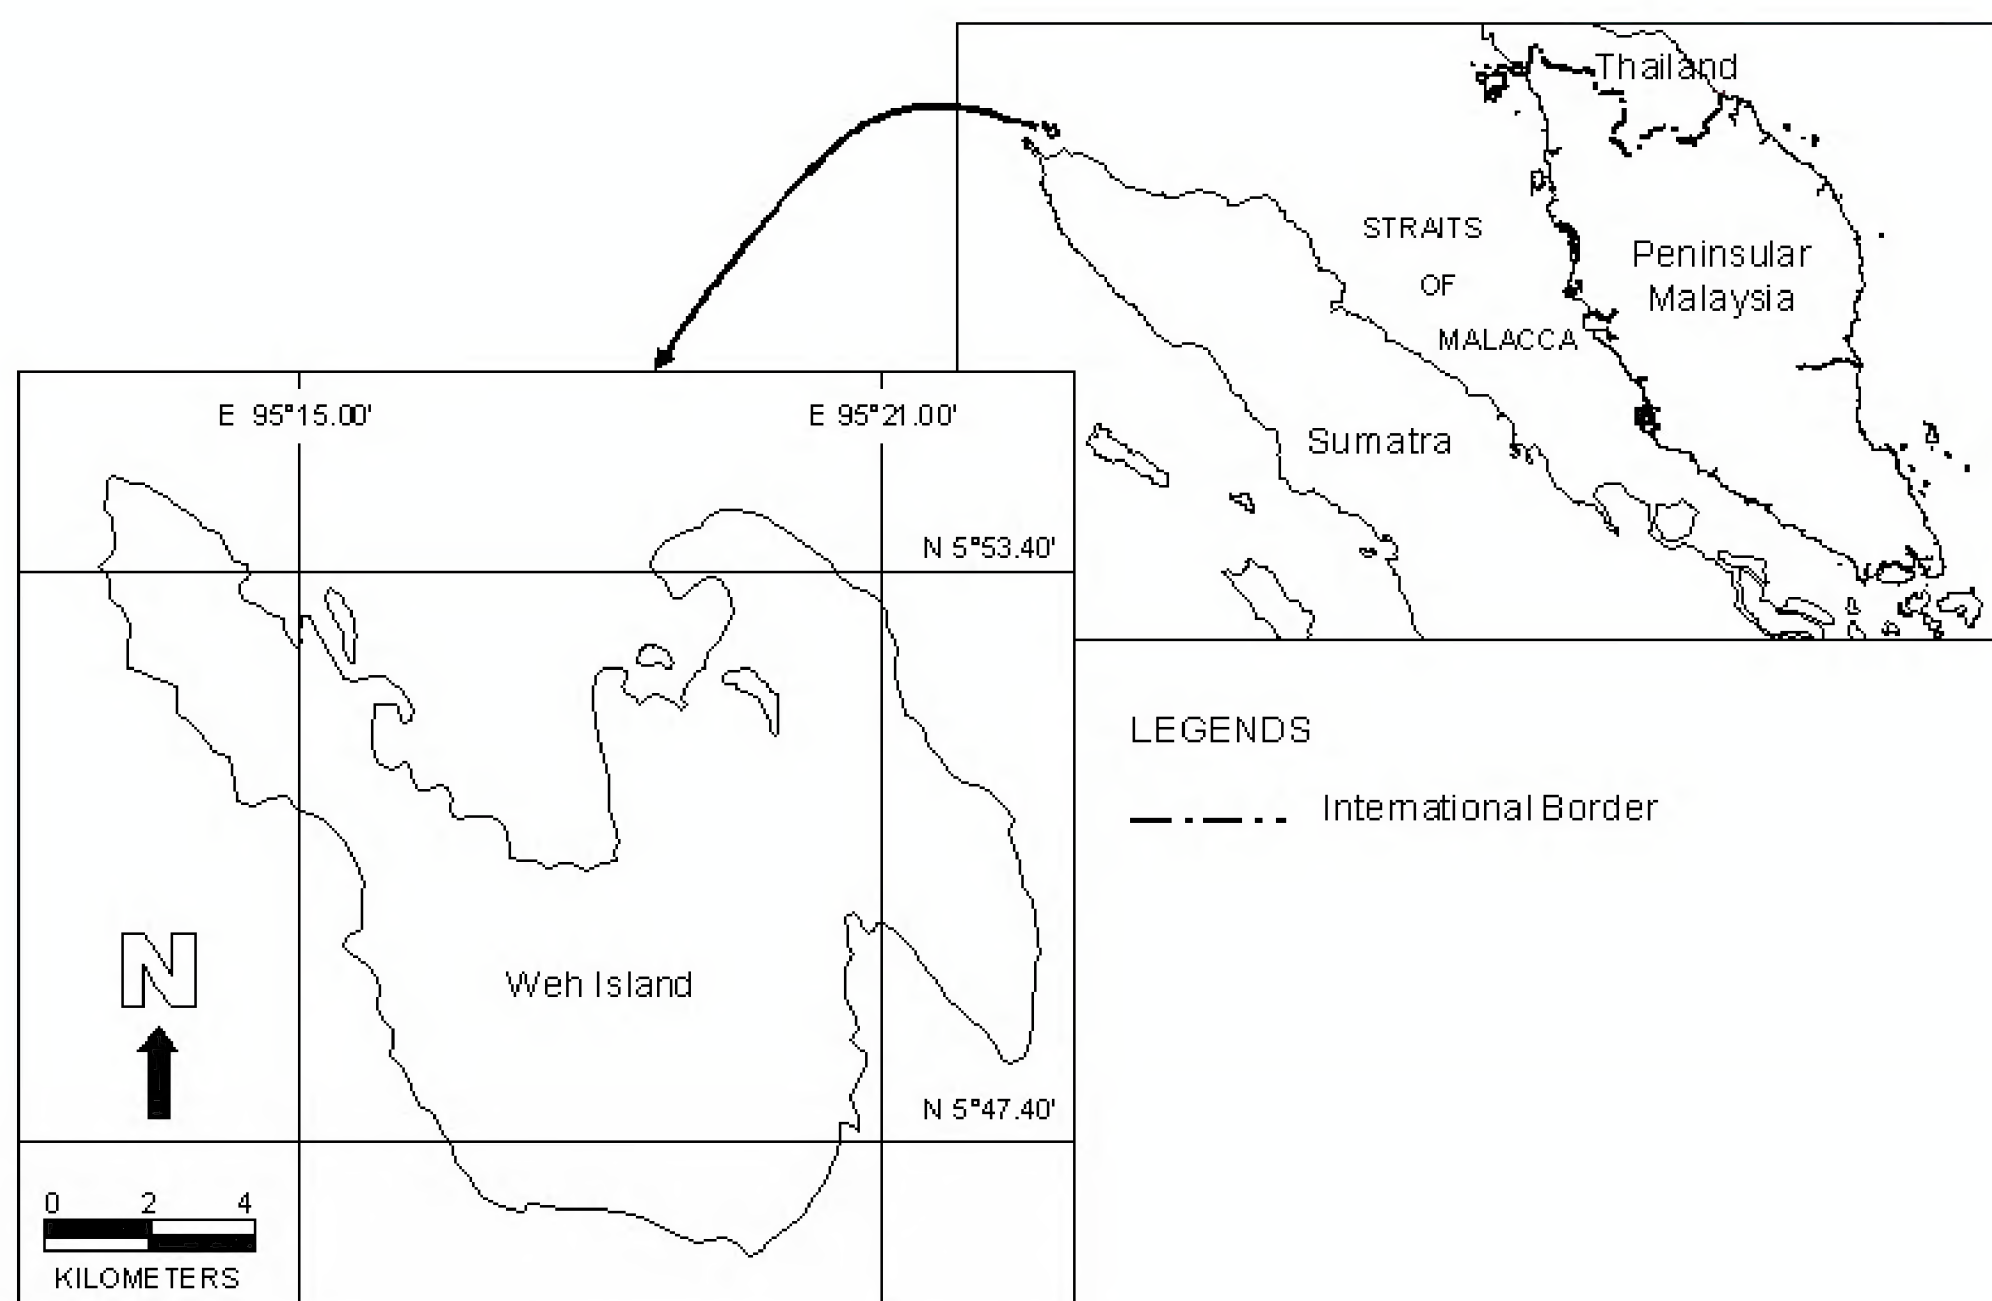 Thailand
STRAITS
OF
MALACCA
Peninsular
Malaysia
Sumatra
E 95°15.00'
E 95°21.00'
N 5°53.40'
Weh Island
N
N 5°47.40'
0 2 4
KILOMETERS
LEGENDS
International Border